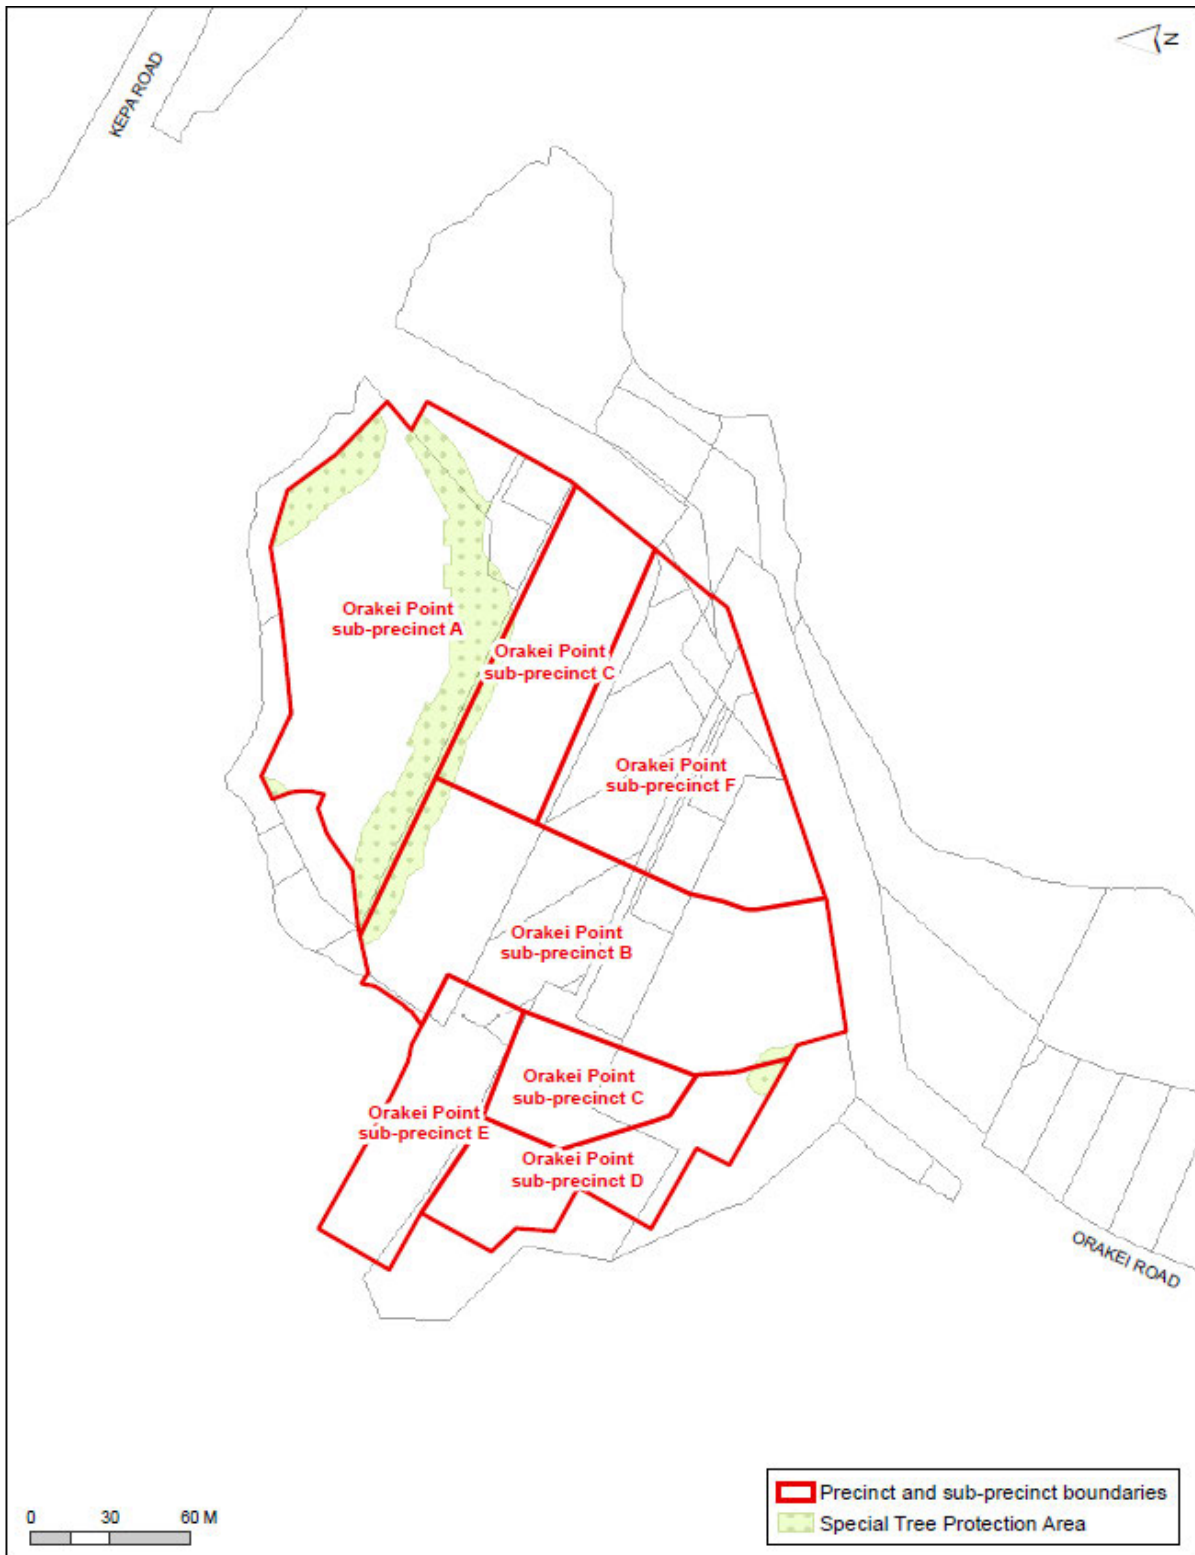 N
KEPA ROAD
Orakei Point
sub-precinct A
Orakei Point
sub-precinct C
Orakei Point
sub-precinct F
Orakei Point
sub-precinct B
Orakei Point
sub-precinct C
Orakei Point
sub-precinct E
Orakei Point
sub-precinct D
ORAKEI ROAD
0 30 60 M
Precinct and sub-precinct boundaries
Special Tree Protection Area